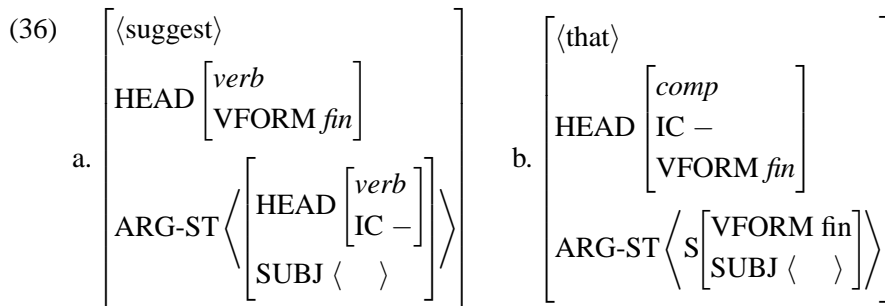 (36)
a.
⟨suggest⟩
HEAD [verb
VFORM fin]
ARG-ST ⟨[HEAD [verb
IC –]
SUBJ ⟨ ⟩]⟩
b.
⟨that⟩
HEAD [comp
IC –
VFORM fin]
ARG-ST ⟨S[VFORM fin
SUBJ ⟨ ⟩]⟩